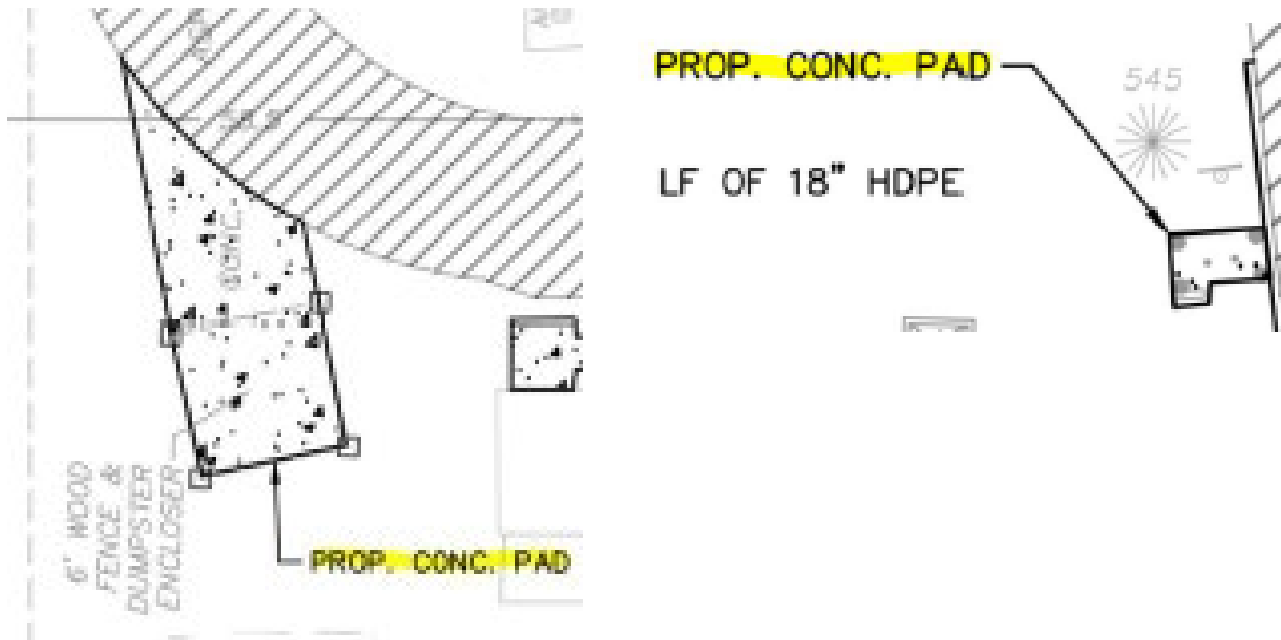 CONC.
6' WOOD
FENCE &
DUMPSTER
ENCLOSER
PROP. CONC. PAD
PROP. CONC. PAD
545
LF OF 18" HDPE